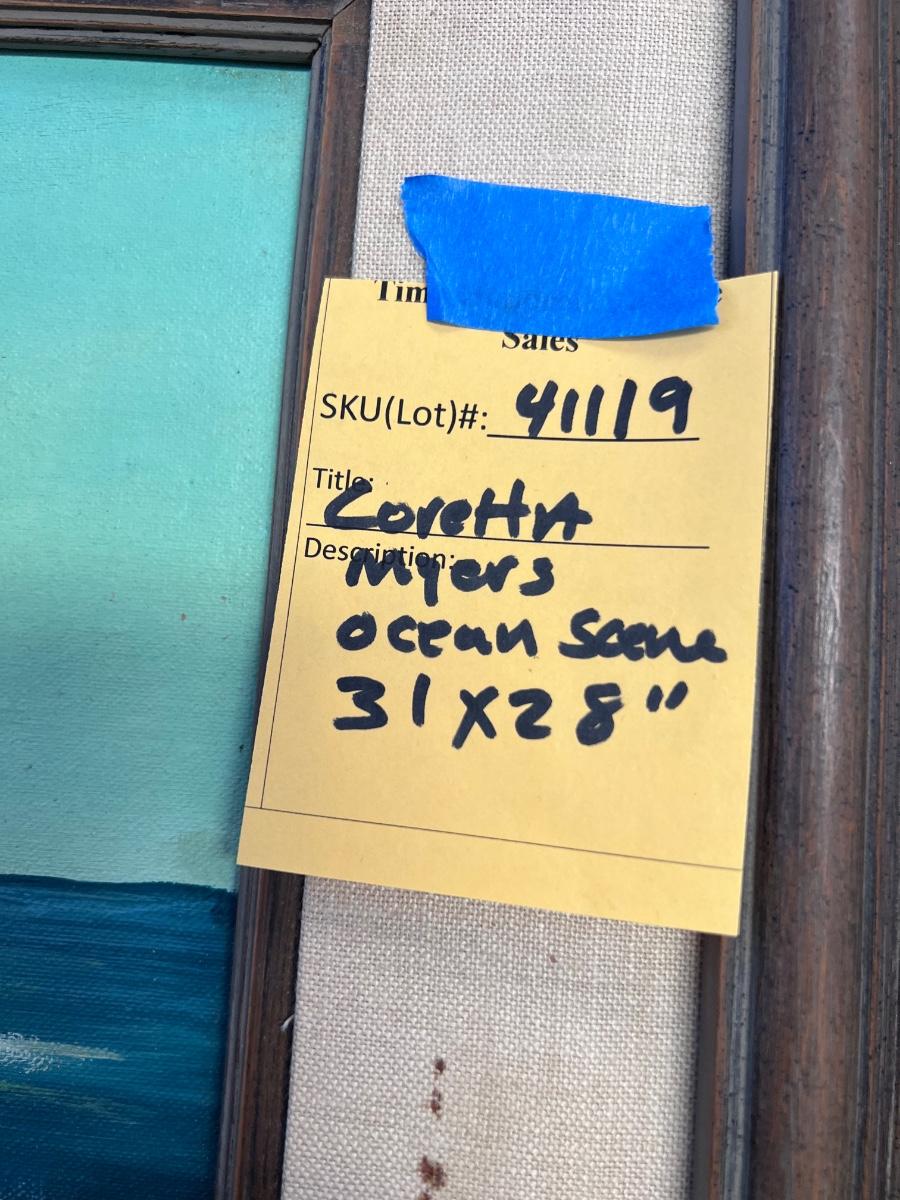 Sales
SKU(Lot)#: 41119
Title:
Coretta
Description:
Myers
ocean Scene
31x28"